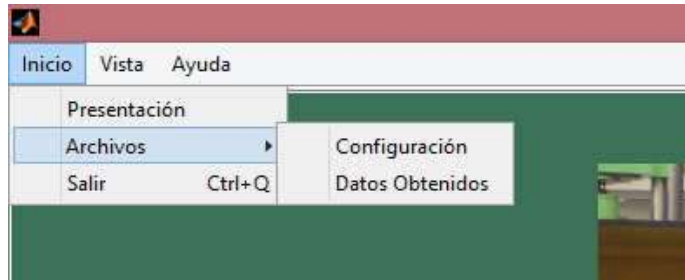 Inicio Vista Ayuda
Presentación
Archivos Configuración
Salir Ctrl+Q Datos Obtenidos